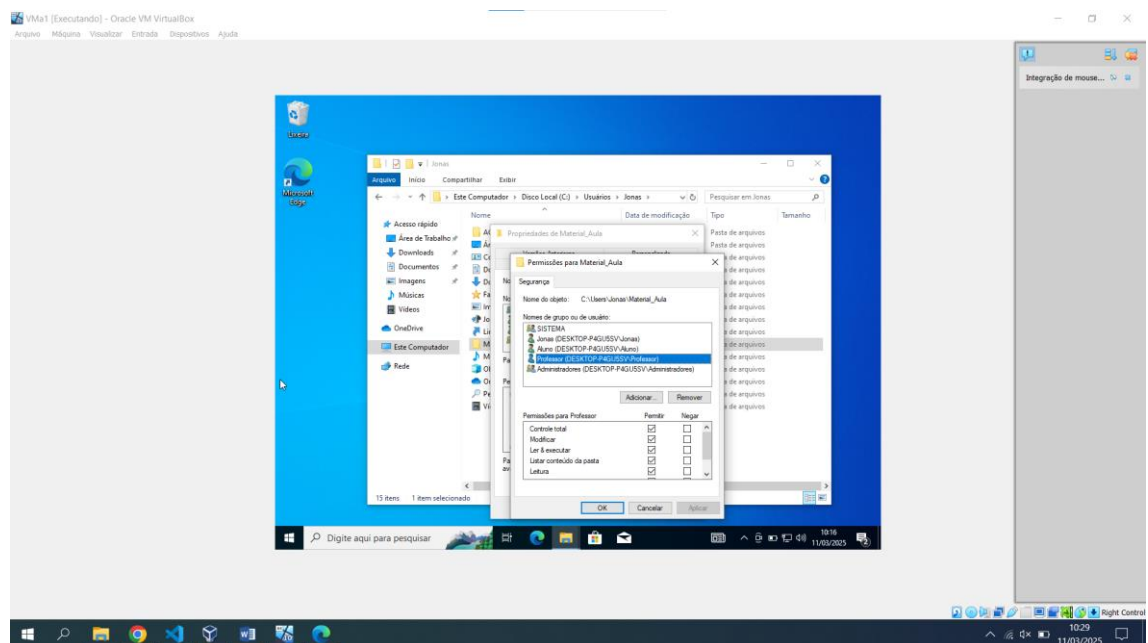 VMa1 [Executando] - Oracle VM VirtualBox
Arquivo Máquina Visualizar Entrada Dispositivos Ajuda
Integração de mouse...
Lixeira
Microsoft
Edge
Jonas
Arquivo Início Compartilhar Exibir
Este Computador › Disco Local (C:) › Usuários › Jonas ›
Pesquisar em Jonas
Nome Data de modificação Tipo Tamanho
Acesso rápido
Área de Trabalho
Downloads
Documentos
Imagens
Músicas
Vídeos
OneDrive
Este Computador
Rede
Pasta de arquivos
Pasta de arquivos
Propriedades de Material_Aula
Permissões para Material_Aula
Segurança
Nome do objeto: C:\Users\Jonas\Material_Aula
Nomes de grupo ou de usuário:
SISTEMA
Jonas (DESKTOP-P4GU5SV\Jonas)
Aluno (DESKTOP-P4GU5SV\Aluno)
Professor (DESKTOP-P4GU5SV\Professor)
Administradores (DESKTOP-P4GU5SV\Administradores)
Adicionar... Remover
Permissões para Professor Permitir Negar
Controle total
Modificar
Ler & executar
Listar conteúdo da pasta
Leitura
OK Cancelar Aplicar
15 itens 1 item selecionado
Digite aqui para pesquisar
10:16
11/03/2025
Right Control
10:29
11/03/2025